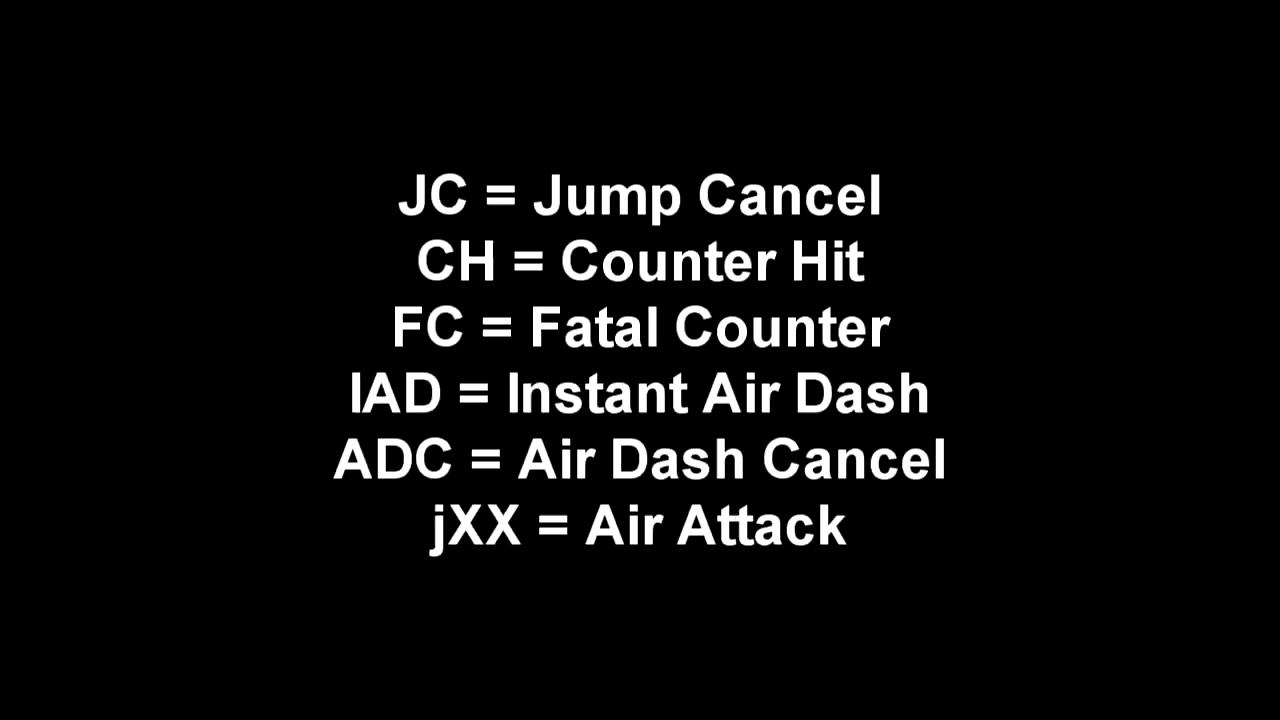 JC = Jump Cancel
CH = Counter Hit
FC = Fatal Counter
IAD = Instant Air Dash
ADC = Air Dash Cancel
jXX = Air Attack